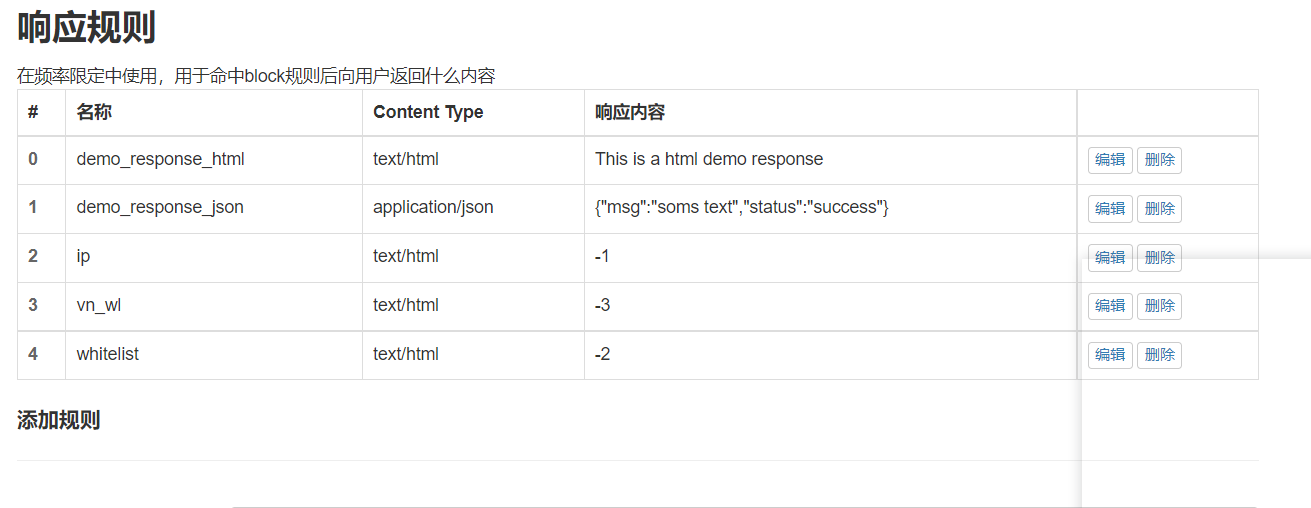 响应规则
在频率限定中使用，用于命中block规则后向用户返回什么内容
# 名称 Content Type 响应内容
0 demo_response_html text/html This is a html demo response 编辑 删除
1 demo_response_json application/json {"msg":"soms text","status":"success"} 编辑 删除
2 ip text/html -1 编辑 删除
3 vn_wl text/html -3 编辑 删除
4 whitelist text/html -2 编辑 删除
添加规则